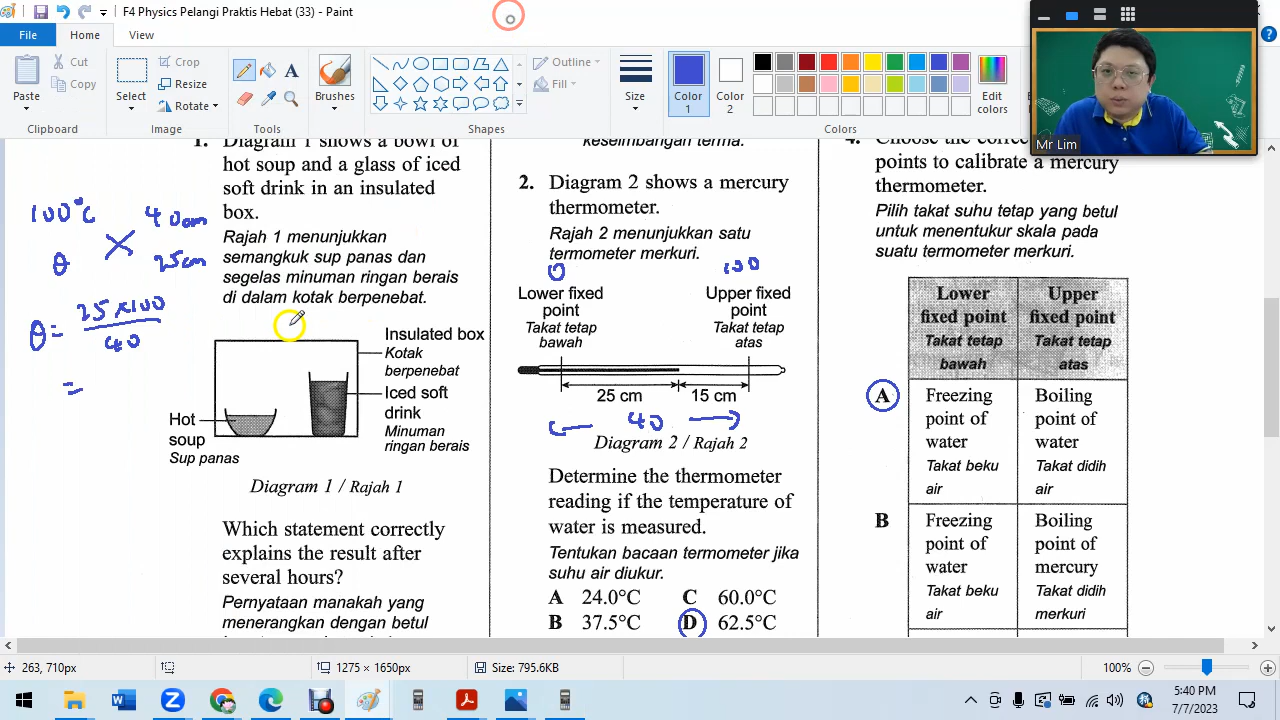 F4 Physics Pelangi Praktis Hebat (33) - Paint
File
Home
View
Paste
Cut
Copy
Clipboard
Select
Crop
Resize
Rotate
Image
A
Tools
Brushes
Shapes
Outline
Fill
Size
Color 1
Color 2
Edit colors
Colors
Mr Lim
100°C 40cm
θ 25cm
θ = 25 × 100
40
=
1. Diagram 1 shows a bowl of
hot soup and a glass of iced
soft drink in an insulated
box.
Rajah 1 menunjukkan
semangkuk sup panas dan
segelas minuman ringan berais
di dalam kotak berpenebat.
Insulated box
Kotak
berpenebat
Iced soft
drink
Minuman
ringan berais
Hot
soup
Sup panas
Diagram 1 / Rajah 1
Which statement correctly
explains the result after
several hours?
Pernyataan manakah yang
menerangkan dengan betul
keseimbangan terma.
2. Diagram 2 shows a mercury
thermometer.
Rajah 2 menunjukkan satu
termometer merkuri.
0 100
Lower fixed
point
Takat tetap
bawah
Upper fixed
point
Takat tetap
atas
25 cm 15 cm
40
Diagram 2 / Rajah 2
Determine the thermometer
reading if the temperature of
water is measured.
Tentukan bacaan termometer jika
suhu air diukur.
A 24.0°C C 60.0°C
B 37.5°C D 62.5°C
4. Choose the
points to calibrate a mercury
thermometer.
Pilih takat suhu tetap yang betul
untuk menentukur skala pada
suatu termometer merkuri.
Lower
fixed point
Takat tetap
bawah
Upper
fixed point
Takat tetap
atas
A
Freezing
point of
water
Takat beku
air
Boiling
point of
water
Takat didih
air
B
Freezing
point of
water
Takat beku
air
Boiling
point of
mercury
Takat didih
merkuri
263, 710px
1275 × 1650px
Size: 795.6KB
100%
5:40 PM
7/7/2023